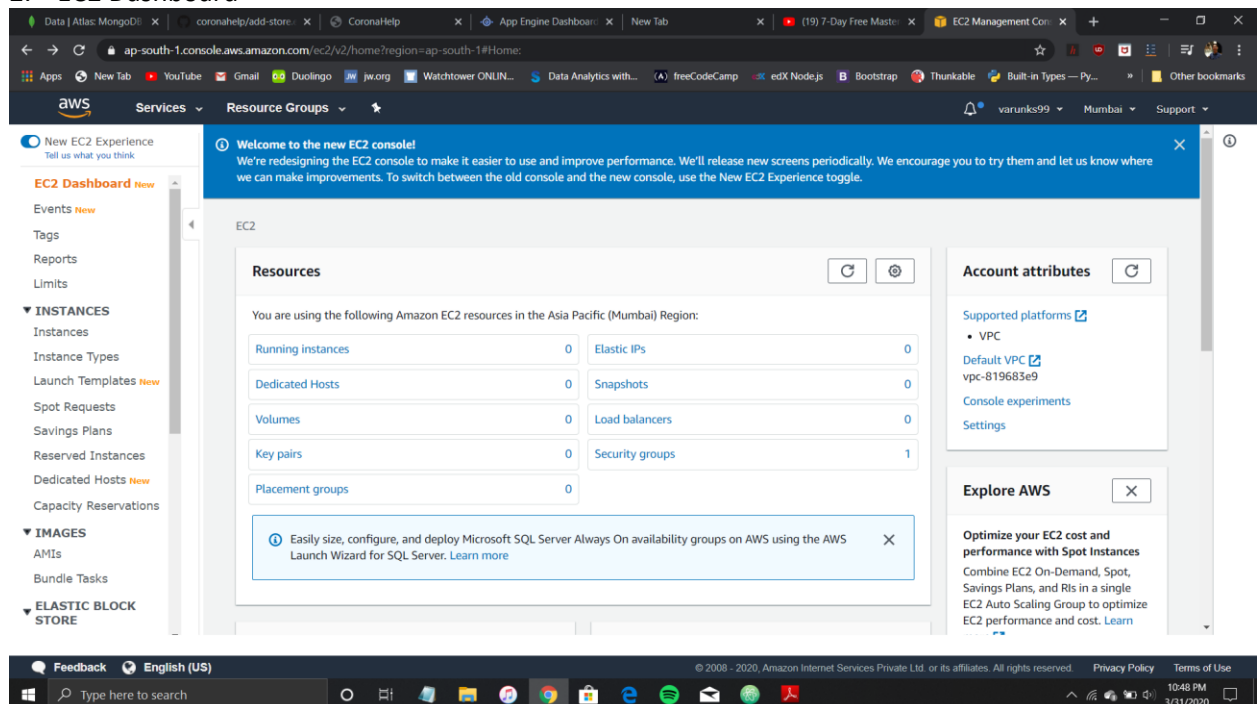 2. EC2 Dashboard
Data | Atlas: MongoDB
coronahelp/add-store.
CoronaHelp
App Engine Dashboard
New Tab
(19) 7-Day Free Master
EC2 Management Con
ap-south-1.console.aws.amazon.com/ec2/v2/home?region=ap-south-1#Home:
Apps New Tab YouTube Gmail Duolingo jw.org Watchtower ONLIN... Data Analytics with... freeCodeCamp edX Node.js Bootstrap Thunkable Built-in Types — Py... » Other bookmarks
aws Services Resource Groups varunks99 Mumbai Support
New EC2 Experience
Tell us what you think
EC2 Dashboard New
Events New
Tags
Reports
Limits
INSTANCES
Instances
Instance Types
Launch Templates New
Spot Requests
Savings Plans
Reserved Instances
Dedicated Hosts New
Capacity Reservations
IMAGES
AMIs
Bundle Tasks
ELASTIC BLOCK
STORE
Welcome to the new EC2 console!
We're redesigning the EC2 console to make it easier to use and improve performance. We'll release new screens periodically. We encourage you to try them and let us know where
we can make improvements. To switch between the old console and the new console, use the New EC2 Experience toggle.
EC2
Resources
You are using the following Amazon EC2 resources in the Asia Pacific (Mumbai) Region:
Running instances 0 Elastic IPs 0
Dedicated Hosts 0 Snapshots 0
Volumes 0 Load balancers 0
Key pairs 0 Security groups 1
Placement groups 0
Easily size, configure, and deploy Microsoft SQL Server Always On availability groups on AWS using the AWS
Launch Wizard for SQL Server. Learn more
Account attributes
Supported platforms
• VPC
Default VPC
vpc-819683e9
Console experiments
Settings
Explore AWS
Optimize your EC2 cost and
performance with Spot Instances
Combine EC2 On-Demand, Spot,
Savings Plans, and RIs in a single
EC2 Auto Scaling Group to optimize
EC2 performance and cost. Learn
Feedback English (US) © 2008 - 2020, Amazon Internet Services Private Ltd. or its affiliates. All rights reserved. Privacy Policy Terms of Use
Type here to search
10:48 PM
3/31/2020